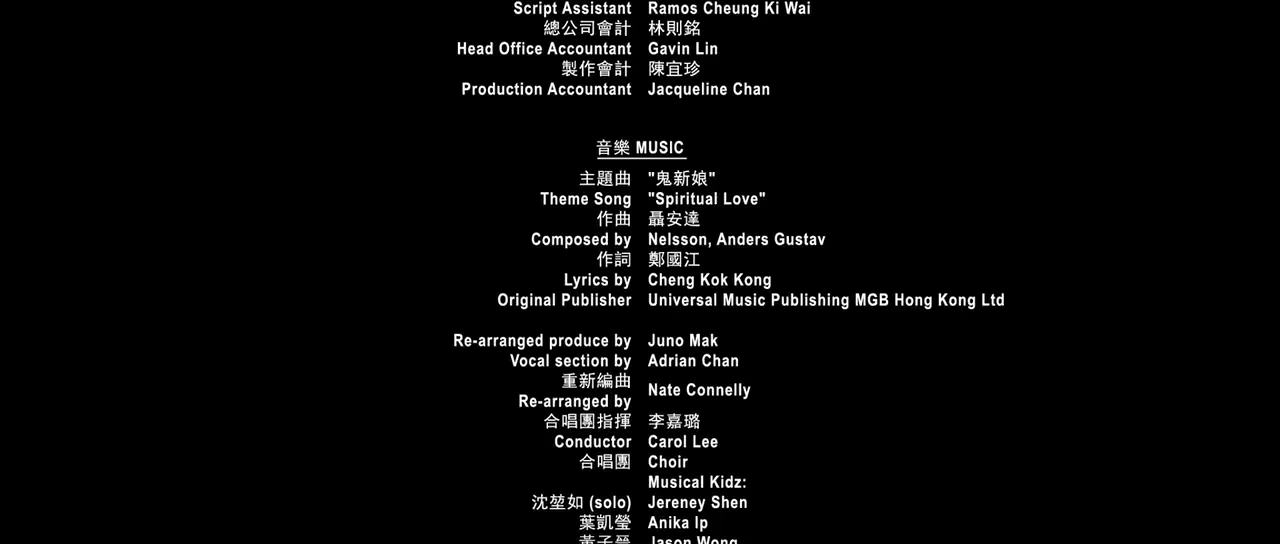 Script Assistant Ramos Cheung Ki Wai
總公司會計 林則銘
Head Office Accountant Gavin Lin
製作會計 陳宜珍
Production Accountant Jacqueline Chan
音樂 MUSIC
主題曲 "鬼新娘"
Theme Song "Spiritual Love"
作曲 聶安達
Composed by Nelsson, Anders Gustav
作詞 鄭國江
Lyrics by Cheng Kok Kong
Original Publisher Universal Music Publishing MGB Hong Kong Ltd
Re-arranged produce by Juno Mak
Vocal section by Adrian Chan
重新編曲
Re-arranged by Nate Connelly
合唱團指揮 李嘉璐
Conductor Carol Lee
合唱團 Choir
Musical Kidz:
沈堃如 (solo) Jereney Shen
葉凱瑩 Anika Ip
黃子晉 Jason Wong